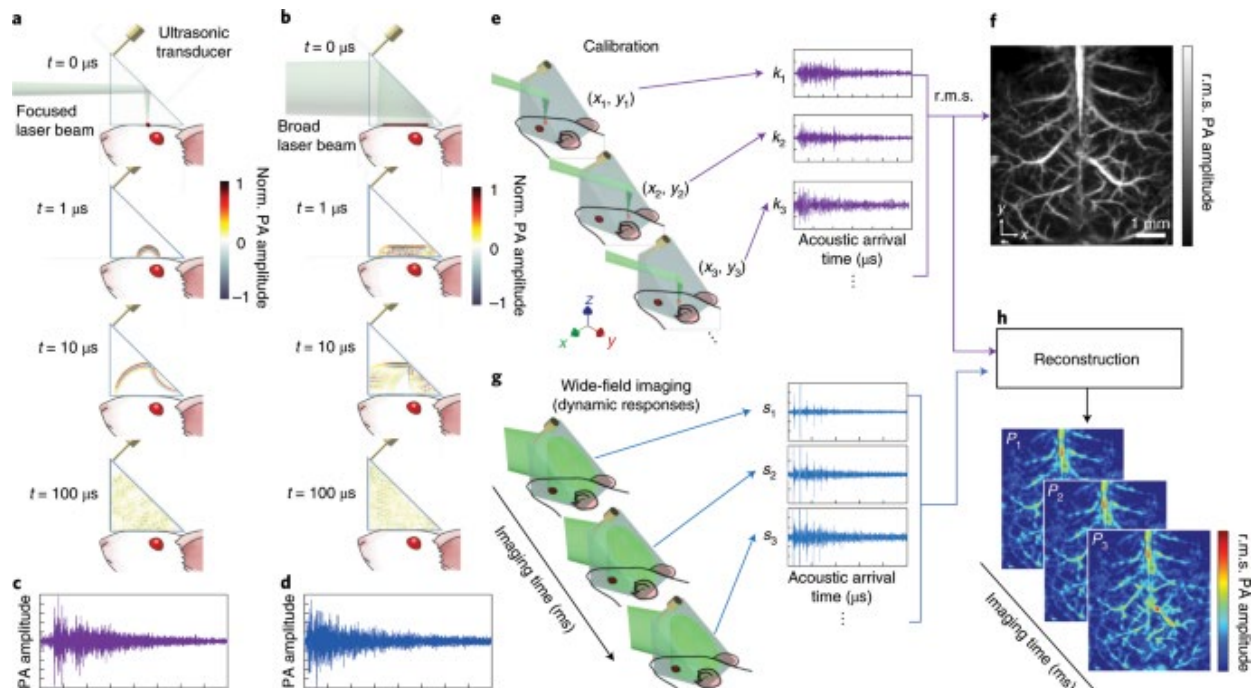 a
t = 0 μs
Ultrasonic
transducer
Focused
laser beam
t = 1 μs
t = 10 μs
t = 100 μs
1
0
−1
Norm. PA amplitude
b
t = 0 μs
Broad
laser beam
t = 1 μs
t = 10 μs
t = 100 μs
1
0
−1
Norm. PA amplitude
c
PA amplitude
d
PA amplitude
e
Calibration
(x1, y1)
(x2, y2)
(x3, y3)
z
x
y
k1
k2
k3
Acoustic arrival
time (μs)
r.m.s.
f
y
x
1 mm
r.m.s. PA amplitude
g
Wide-field imaging
(dynamic responses)
Imaging time (ms)
s1
s2
s3
Acoustic arrival
time (μs)
h
Reconstruction
P1
P2
P3
Imaging time (ms)
r.m.s. PA amplitude